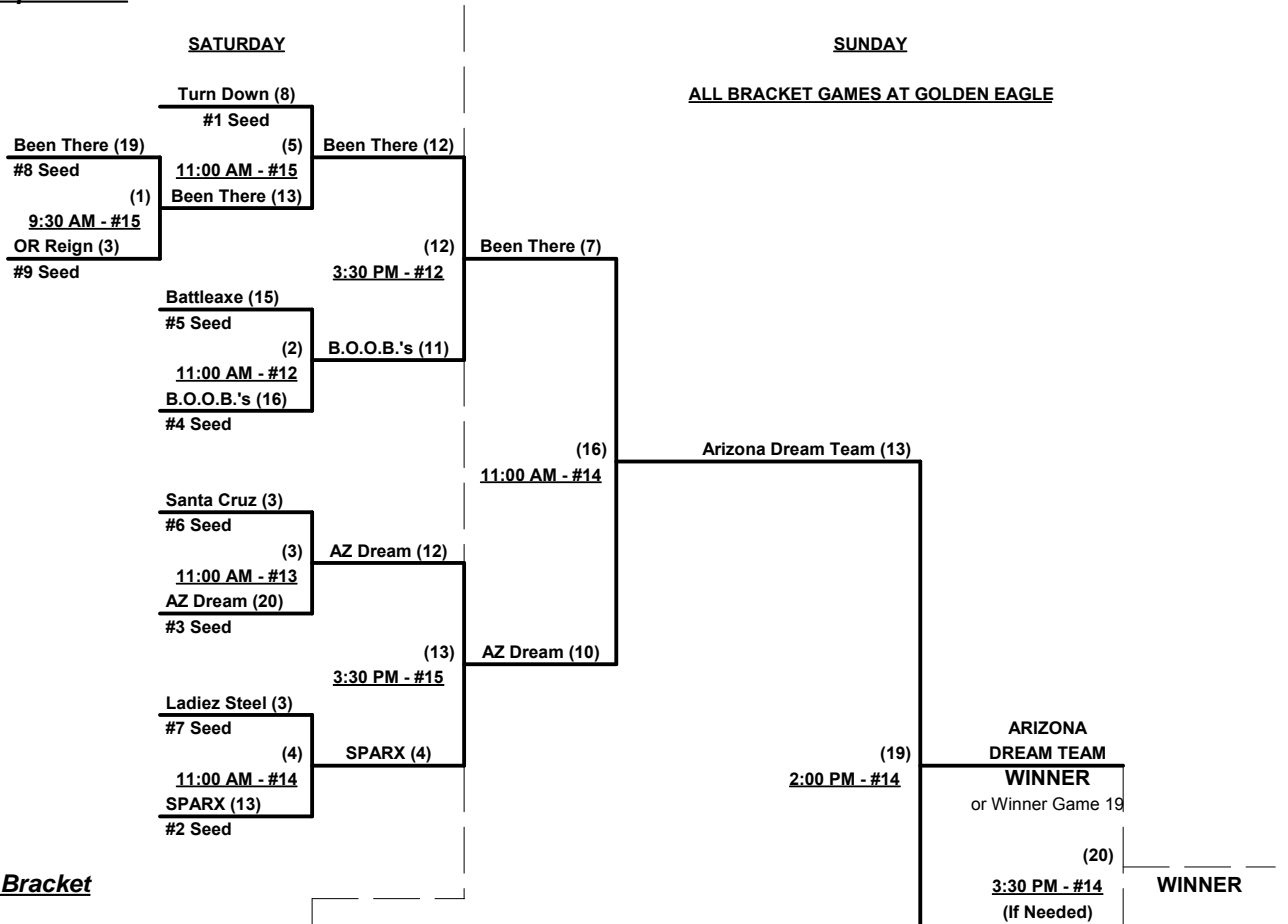 SATURDAY
SUNDAY
ALL BRACKET GAMES AT GOLDEN EAGLE
Turn Down (8)
#1 Seed
Been There (19)
#8 Seed
(5)
11:00 AM - #15
Been There (12)
(1)
9:30 AM - #15
Been There (13)
OR Reign (3)
#9 Seed
(12)
3:30 PM - #12
Been There (7)
Battleaxe (15)
#5 Seed
(2)
11:00 AM - #12
B.O.O.B.'s (11)
B.O.O.B.'s (16)
#4 Seed
(16)
11:00 AM - #14
Arizona Dream Team (13)
Santa Cruz (3)
#6 Seed
(3)
11:00 AM - #13
AZ Dream (12)
AZ Dream (20)
#3 Seed
(13)
3:30 PM - #15
AZ Dream (10)
Ladiez Steel (3)
#7 Seed
(4)
11:00 AM - #14
SPARX (4)
SPARX (13)
#2 Seed
(19)
2:00 PM - #14
ARIZONA
DREAM TEAM
WINNER
or Winner Game 19
(20)
3:30 PM - #14
(If Needed)
WINNER
Bracket